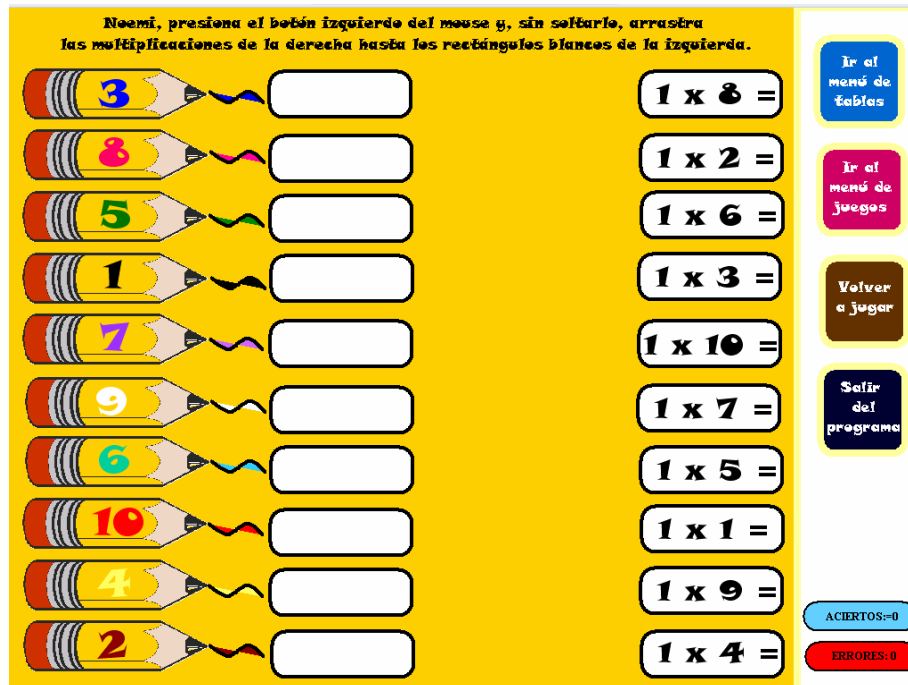 Noemi, presiona el botón izquierdo del mouse y, sin soltarlo, arrastra
las multiplicaciones de la derecha hasta los rectángulos blancos de la izquierda.
3
1 x 8 =
8
1 x 2 =
5
1 x 6 =
1
1 x 3 =
7
1 x 10 =
9
1 x 7 =
6
1 x 5 =
10
1 x 1 =
4
1 x 9 =
2
1 x 4 =
Ir al
menú de
tablas
Ir al
menú de
juegos
Volver
a jugar
Salir
del
programa
ACIERTOS:=0
ERRORES: 0